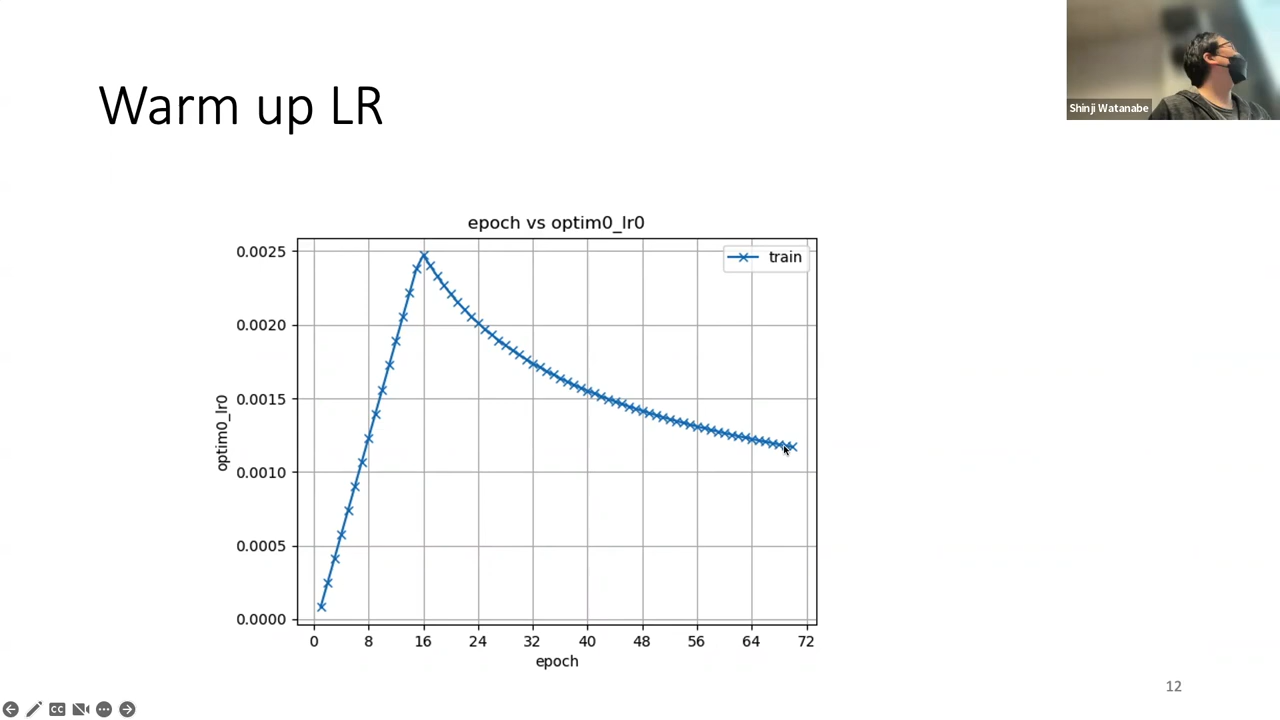 Warm up LR
Shinji Watanabe
epoch vs optim0_lr0
train
optim0_lr0
0.0025
0.0020
0.0015
0.0010
0.0005
0.0000
0 8 16 24 32 40 48 56 64 72
epoch
12
CC